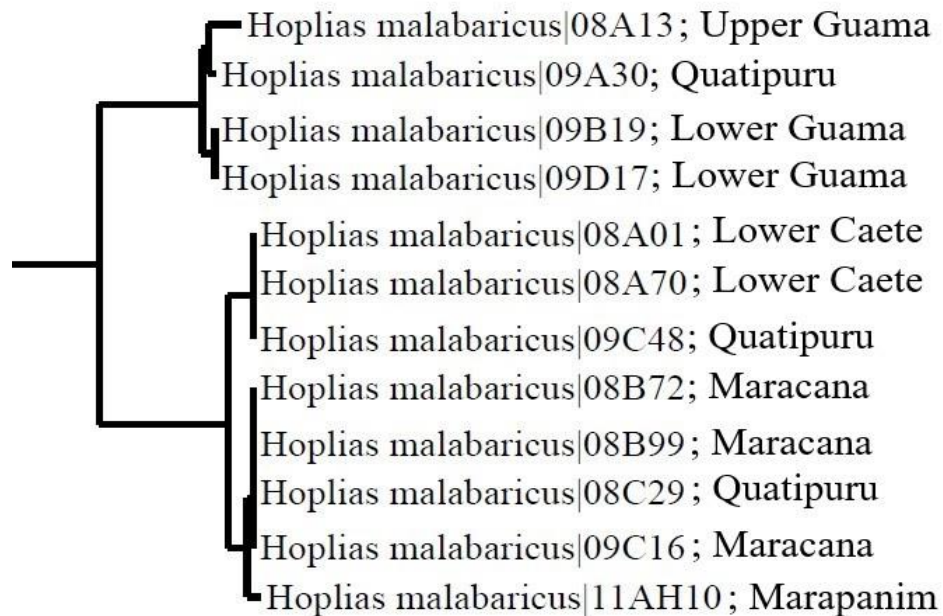 Hoplias malabaricus|08A13; Upper Guama
Hoplias malabaricus|09A30; Quatipuru
Hoplias malabaricus|09B19; Lower Guama
Hoplias malabaricus|09D17; Lower Guama
Hoplias malabaricus|08A01; Lower Caete
Hoplias malabaricus|08A70; Lower Caete
Hoplias malabaricus|09C48; Quatipuru
Hoplias malabaricus|08B72; Maracana
Hoplias malabaricus|08B99; Maracana
Hoplias malabaricus|08C29; Quatipuru
Hoplias malabaricus|09C16; Maracana
Hoplias malabaricus|11AH10; Marapanim